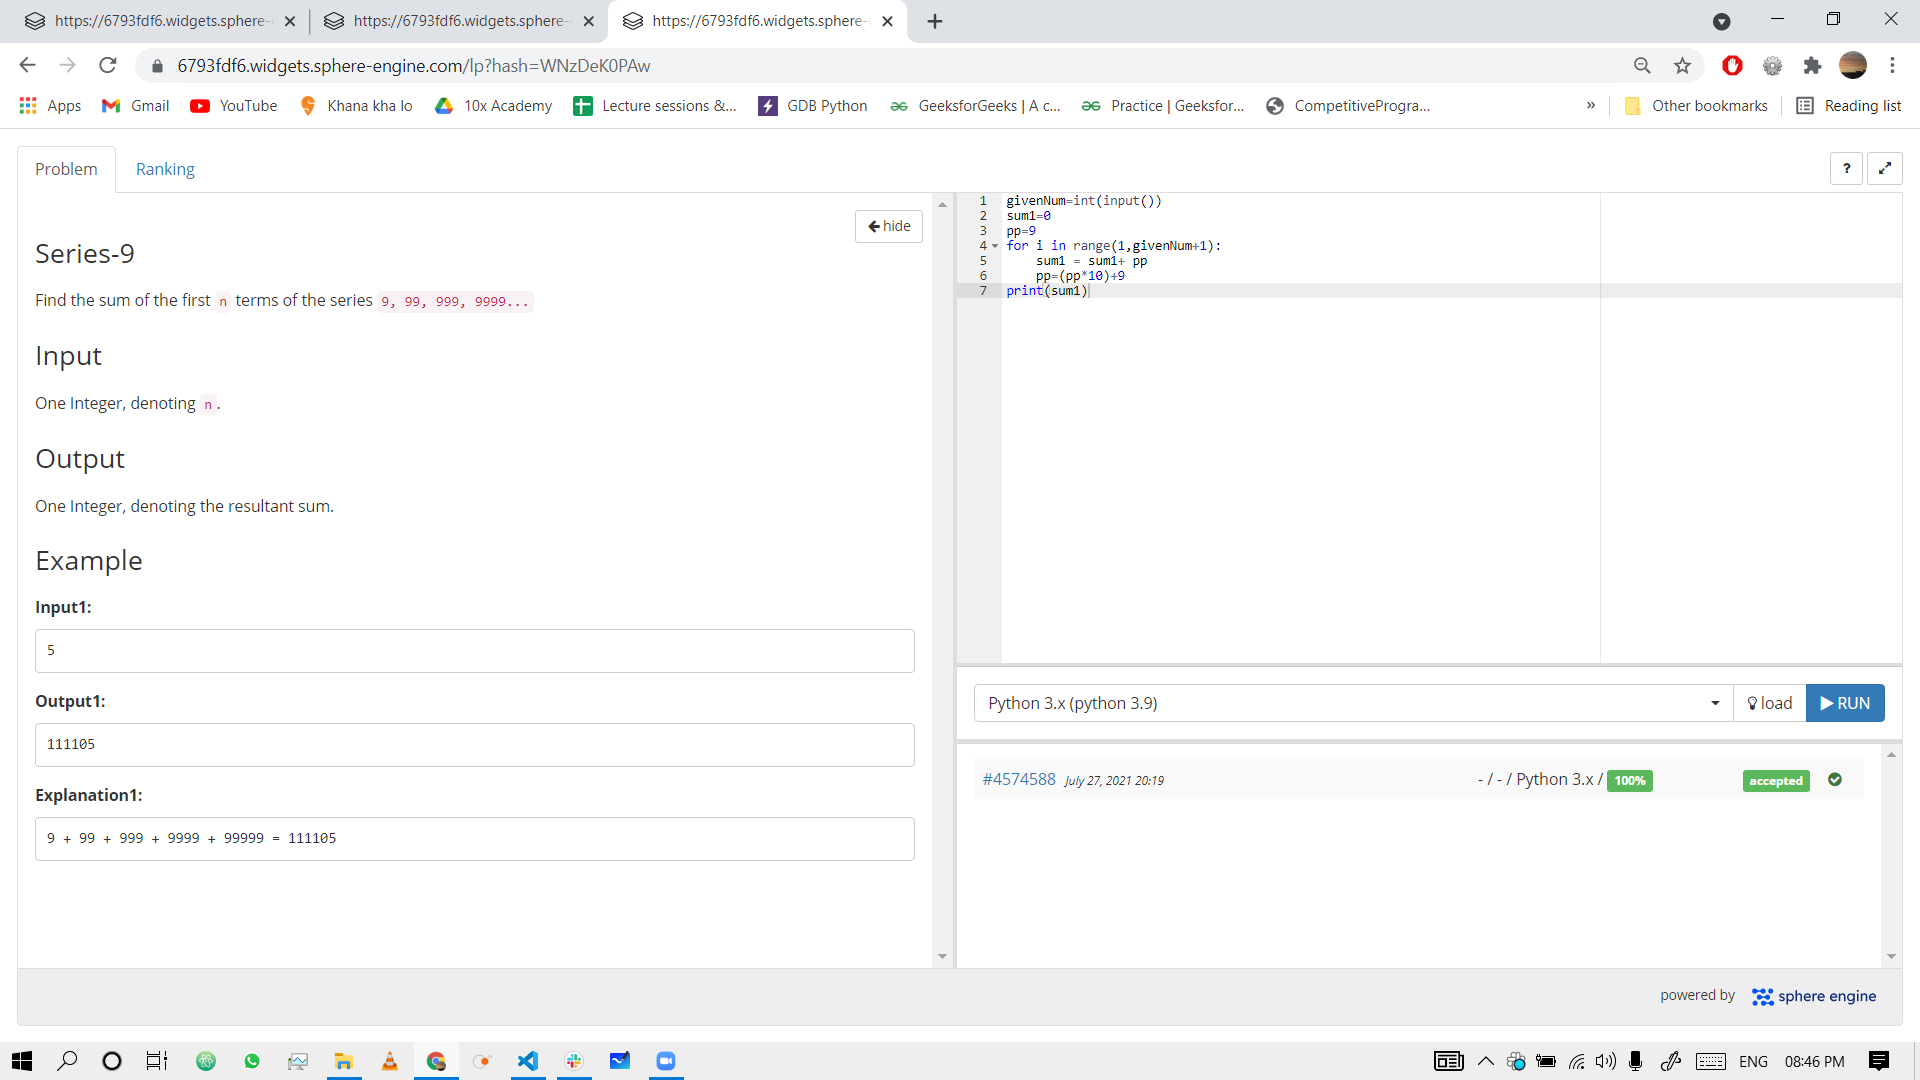 https://6793fdf6.widgets.sphere-
https://6793fdf6.widgets.sphere-
https://6793fdf6.widgets.sphere-
6793fdf6.widgets.sphere-engine.com/lp?hash=WNzDeK0PAw
Apps Gmail YouTube Khana kha lo 10x Academy Lecture sessions &... GDB Python GeeksforGeeks | A c... Practice | Geeksfor... CompetitiveProgra... » Other bookmarks Reading list
Problem Ranking ?
hide
Series-9
Find the sum of the first n terms of the series 9, 99, 999, 9999...
Input
One Integer, denoting n.
Output
One Integer, denoting the resultant sum.
Example
Input1:
5
Output1:
111105
Explanation1:
9 + 99 + 999 + 9999 + 99999 = 111105
1 givenNum=int(input())
2 sum1=0
3 pp=9
4 for i in range(1,givenNum+1):
5 sum1 = sum1+ pp
6 pp=(pp*10)+9
7 print(sum1)
Python 3.x (python 3.9) load RUN
#4574588 July 27, 2021 20:19 - / - / Python 3.x / 100% accepted
powered by sphere engine
ENG 08:46 PM